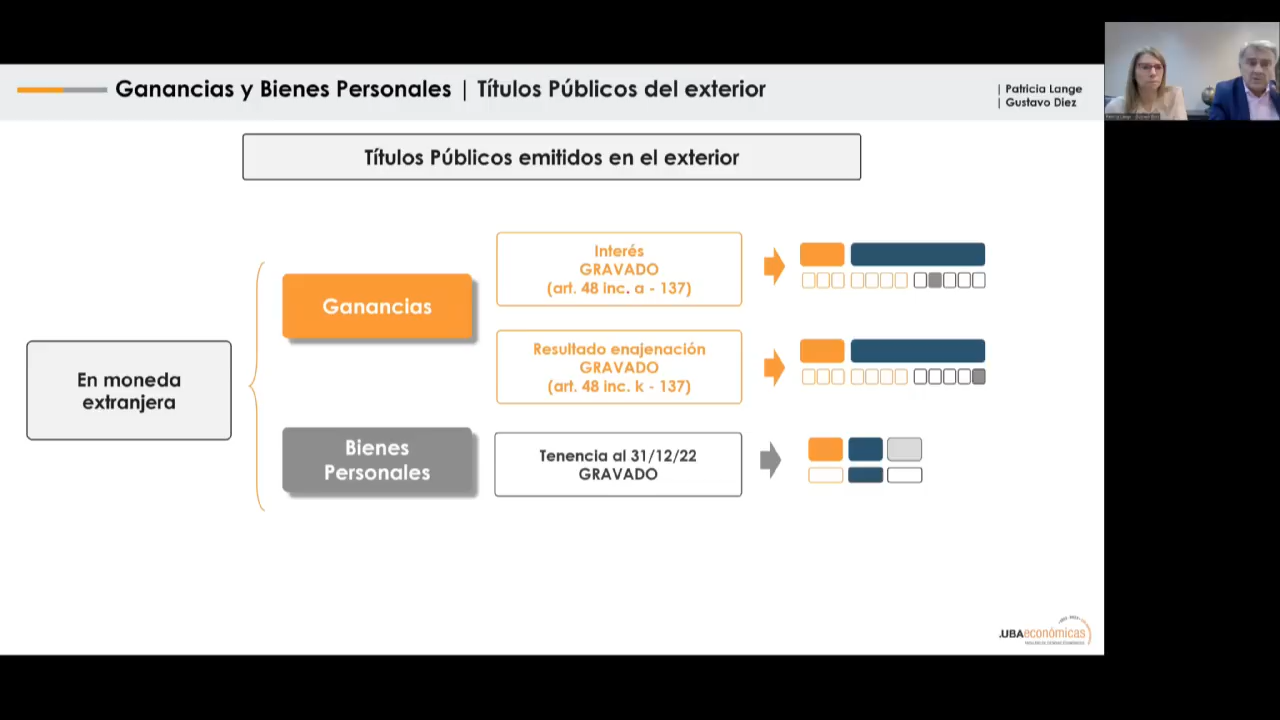 Ganancias y Bienes Personales | Títulos Públicos del exterior
| Patricia Lange
| Gustavo Diez
Títulos Públicos emitidos en el exterior
En moneda
extranjera
Ganancias
Interés
GRAVADO
(art. 48 inc. a - 137)
Resultado enajenación
GRAVADO
(art. 48 inc. k - 137)
Bienes
Personales
Tenencia al 31/12/22
GRAVADO
.UBAeconómicas